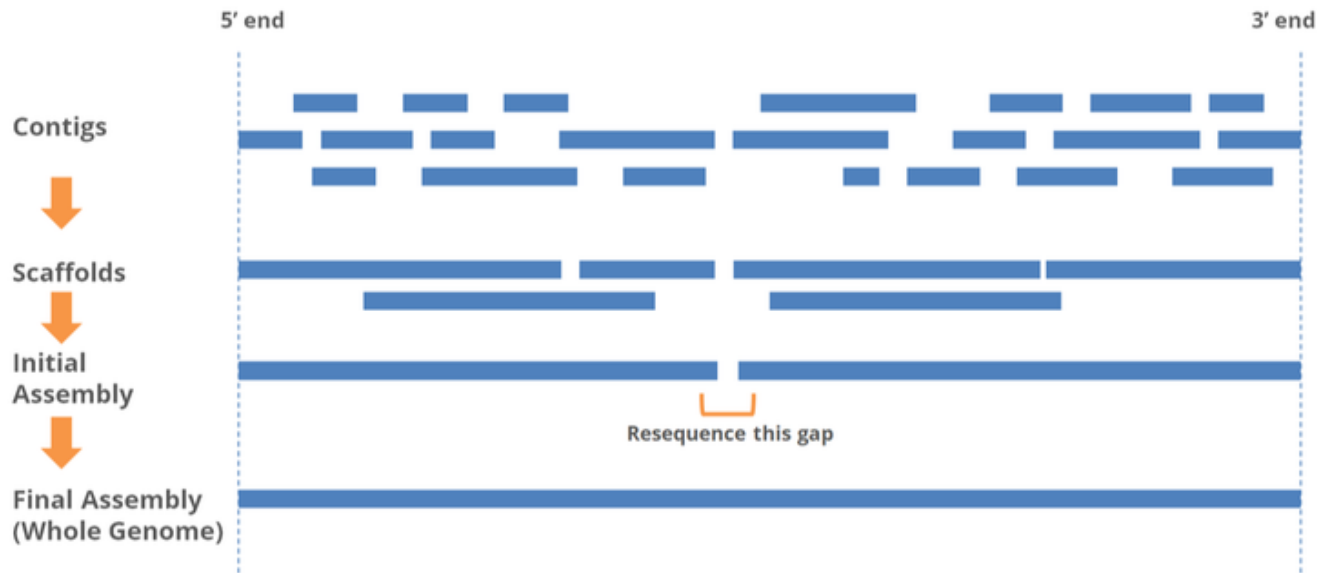 5’ end
3’ end
Contigs
Scaffolds
Initial
Assembly
Resequence this gap
Final Assembly
(Whole Genome)